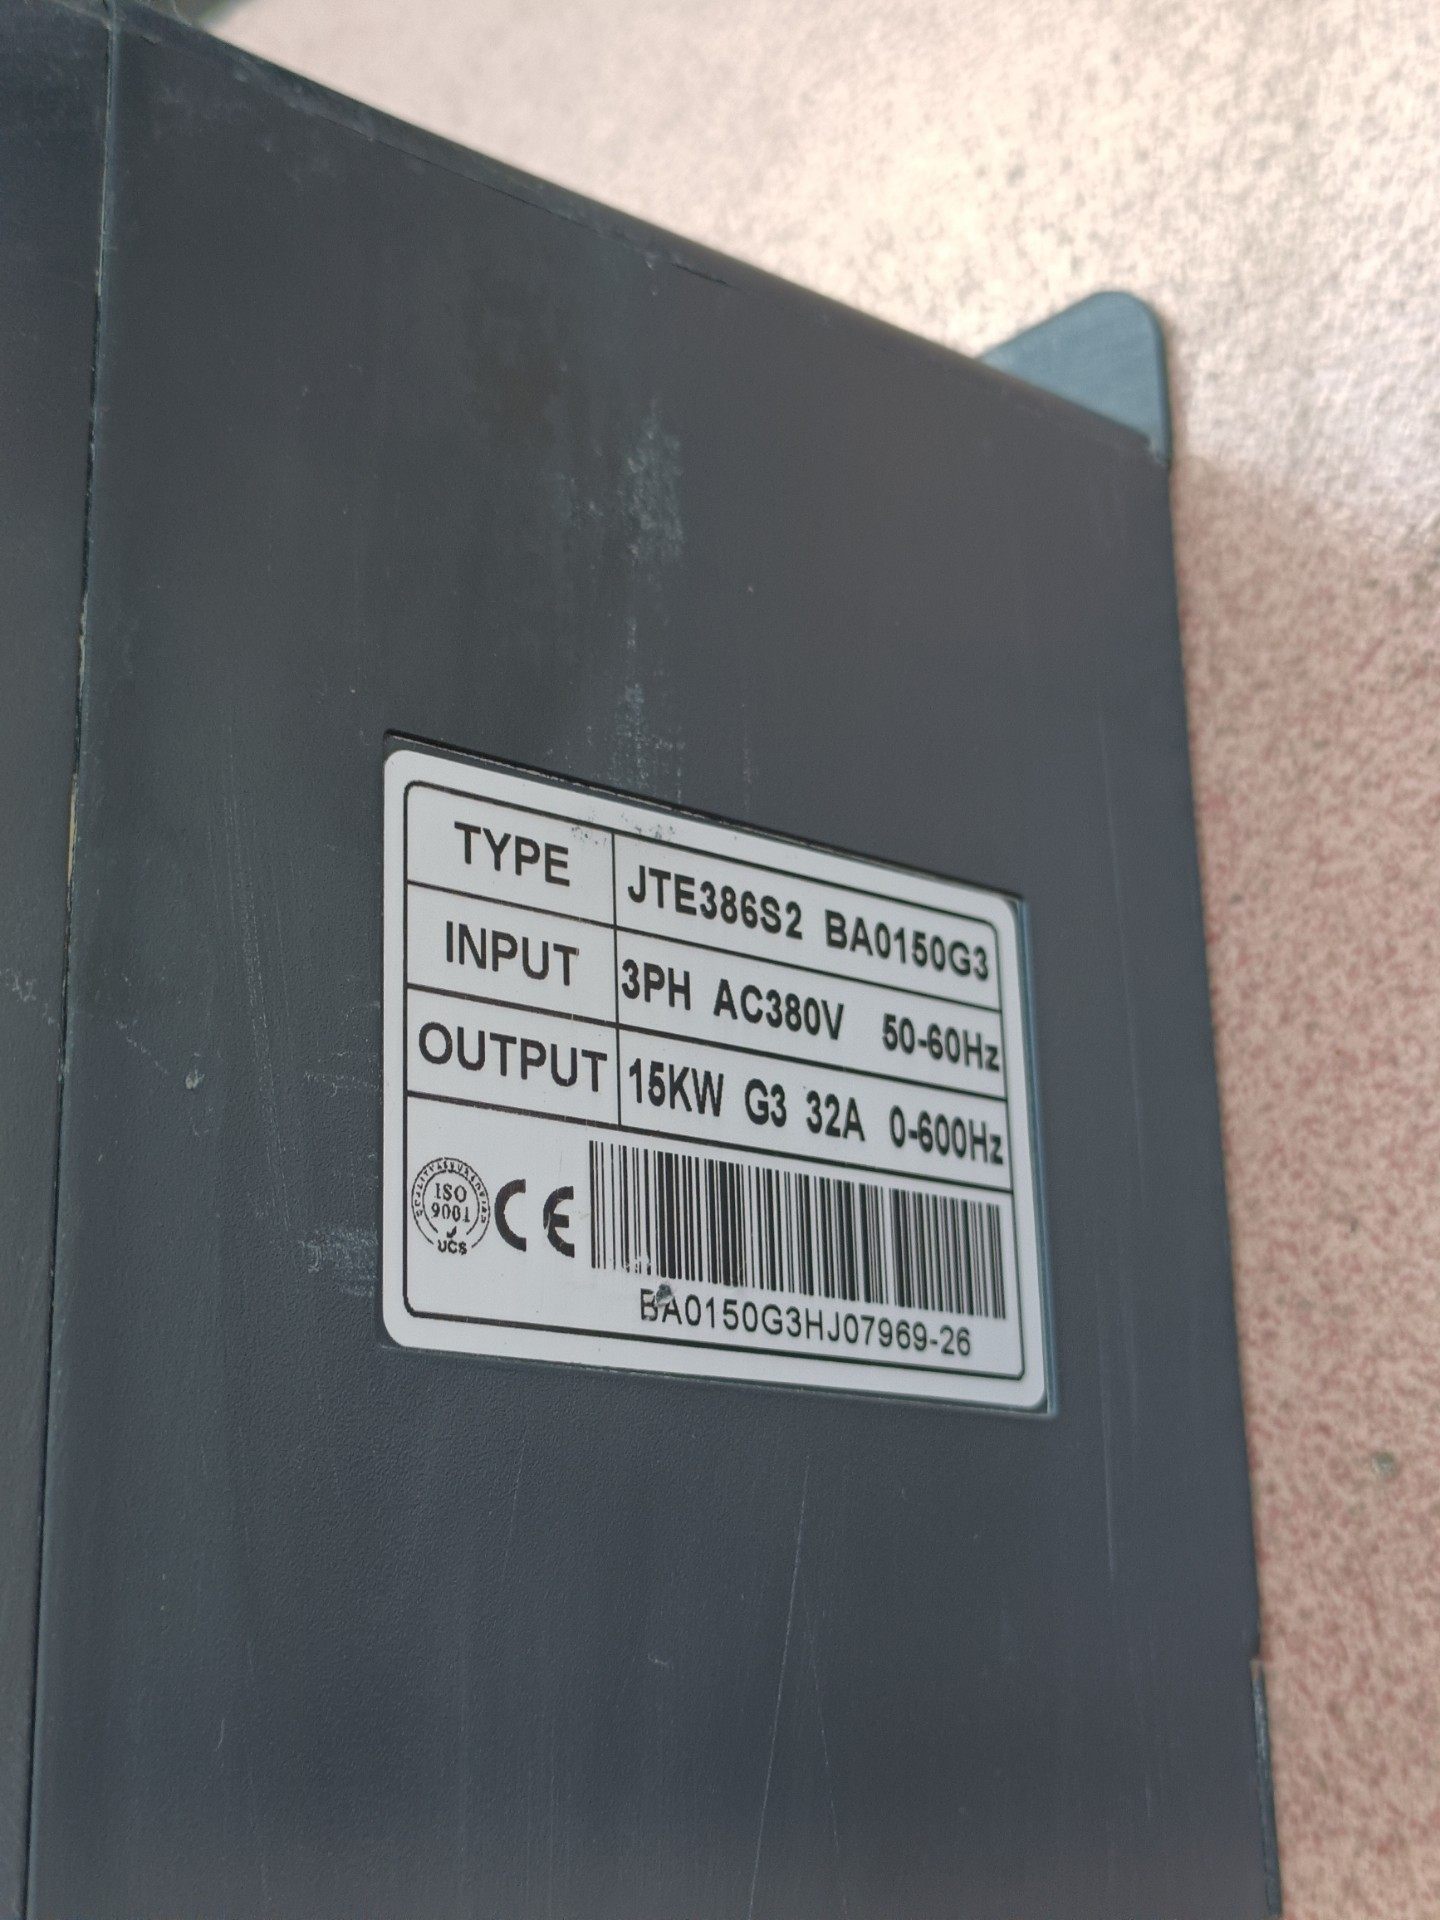 TYPE JTE386S2 BA0150G3
INPUT 3PH AC380V 50-60Hz
OUTPUT 15KW G3 32A 0-600Hz
ISO
9001
UCS
CE
BA0150G3HJ07969-26